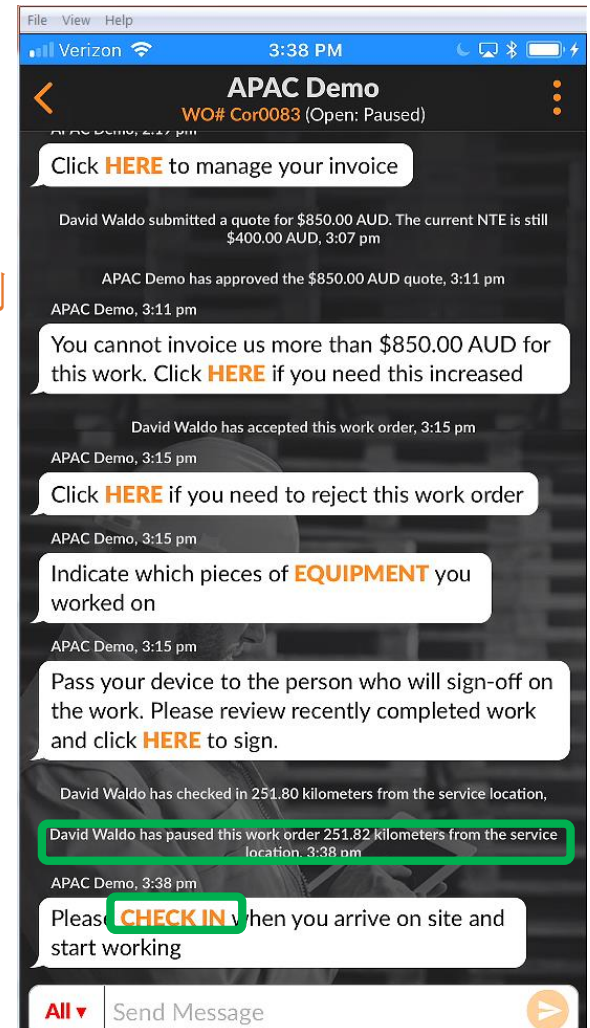 File View Help
Verizon 3:38 PM
APAC Demo
WO# Cor0083 (Open: Paused)
APAC Demo, 2:19 pm
Click HERE to manage your invoice
David Waldo submitted a quote for $850.00 AUD. The current NTE is still
$400.00 AUD, 3:07 pm
APAC Demo has approved the $850.00 AUD quote, 3:11 pm
APAC Demo, 3:11 pm
You cannot invoice us more than $850.00 AUD for
this work. Click HERE if you need this increased
David Waldo has accepted this work order, 3:15 pm
APAC Demo, 3:15 pm
Click HERE if you need to reject this work order
APAC Demo, 3:15 pm
Indicate which pieces of EQUIPMENT you
worked on
APAC Demo, 3:15 pm
Pass your device to the person who will sign-off on
the work. Please review recently completed work
and click HERE to sign.
David Waldo has checked in 251.80 kilometers from the service location,
David Waldo has paused this work order 251.82 kilometers from the service
location, 3:38 pm
APAC Demo, 3:38 pm
Please CHECK IN when you arrive on site and
start working
All ▾ Send Message